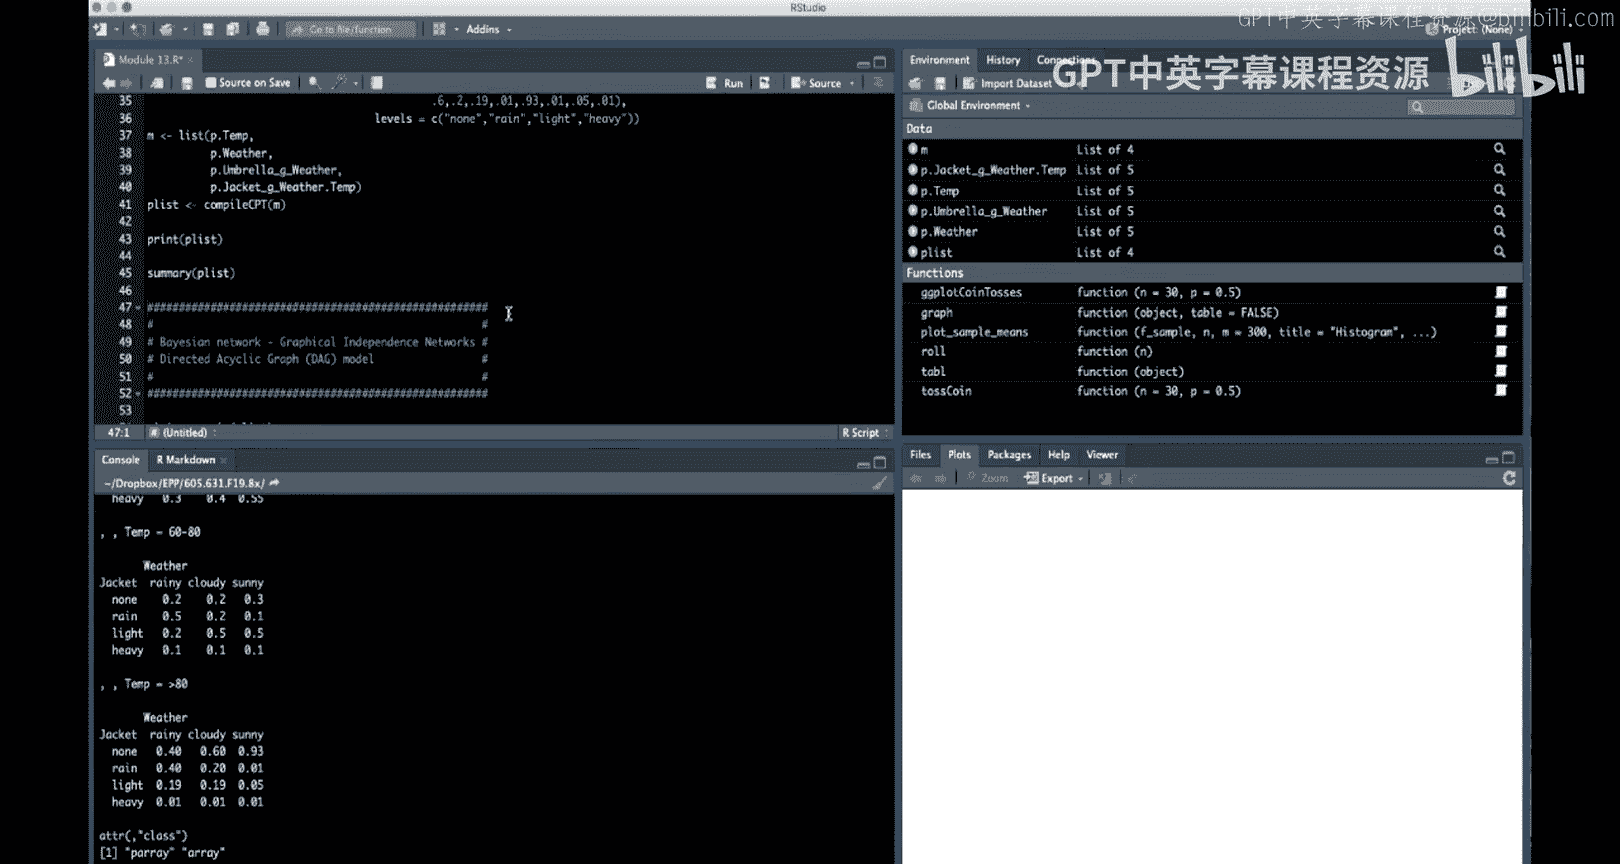 RStudio
GPT中英字幕课程资源@bilibili.com
Go to file/function
Addins
Project: (None)
Module 13.R*
Source on Save
Run
Source
35 .6,.2,.19,.01,.93,.01,.05,.01),
36 levels = c("none","rain","light","heavy"))
37 m <- list(p.Temp,
38 p.Weather,
39 p.Umbrella_g_Weather,
40 p.Jacket_g_Weather.Temp)
41 plist <- compileCPT(m)
42
43 print(plist)
44
45 summary(plist)
46
47 ######################################################
48 # #
49 # Bayesian network - Graphical Independence Networks #
50 # Directed Acyclic Graph (DAG) model #
51 # #
52 ######################################################
53
47:1 # (Untitled) R Script
Console R Markdown
~/Dropbox/EPP/605.631.F19.8x/
heavy 0.3 0.4 0.55
, , Temp = 60-80
Weather
Jacket rainy cloudy sunny
none 0.2 0.2 0.3
rain 0.5 0.2 0.1
light 0.2 0.5 0.5
heavy 0.1 0.1 0.1
, , Temp = >80
Weather
Jacket rainy cloudy sunny
none 0.40 0.60 0.93
rain 0.40 0.20 0.01
light 0.19 0.19 0.05
heavy 0.01 0.01 0.01
attr(,"class")
[1] "parray" "array"
Environment History Connections
GPT中英字幕课程资源 bilibili
Import Dataset
Global Environment
Data
m List of 4
p.Jacket_g_Weather.Temp List of 5
p.Temp List of 5
p.Umbrella_g_Weather List of 5
p.Weather List of 5
plist List of 4
Functions
ggplotCoinTosses function (n = 30, p = 0.5)
graph function (object, table = FALSE)
plot_sample_means function (f_sample, n, m = 300, title = "Histogram", ...)
roll function (n)
tabl function (object)
tossCoin function (n = 30, p = 0.5)
Files Plots Packages Help Viewer
Zoom Export